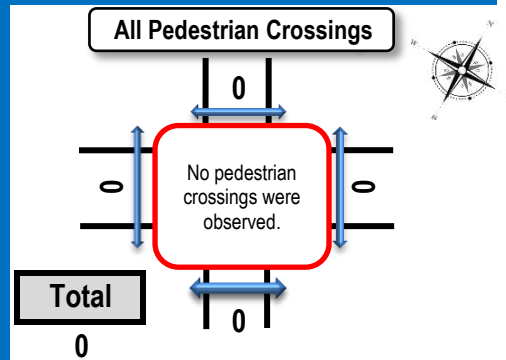 All Pedestrian Crossings
N
W
0
0
No pedestrian
crossings were
observed.
0
Total
0
0